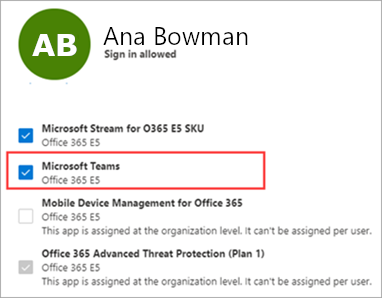 AB
Ana Bowman
Sign in allowed
Microsoft Stream for O365 E5 SKU
Office 365 E5
Microsoft Teams
Office 365 E5
Mobile Device Management for Office 365
Office 365 E5
This app is assigned at the organization level. It can't be assigned per user.
Office 365 Advanced Threat Protection (Plan 1)
Office 365 E5
This app is assigned at the organization level. It can't be assigned per user.